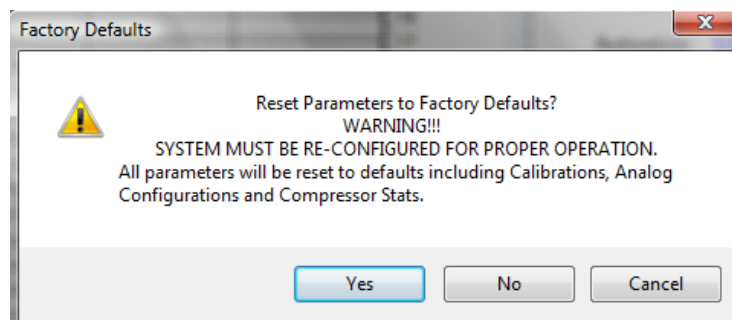 Factory Defaults
Reset Parameters to Factory Defaults?
WARNING!!!
SYSTEM MUST BE RE-CONFIGURED FOR PROPER OPERATION.
All parameters will be reset to defaults including Calibrations, Analog
Configurations and Compressor Stats.
Yes No Cancel